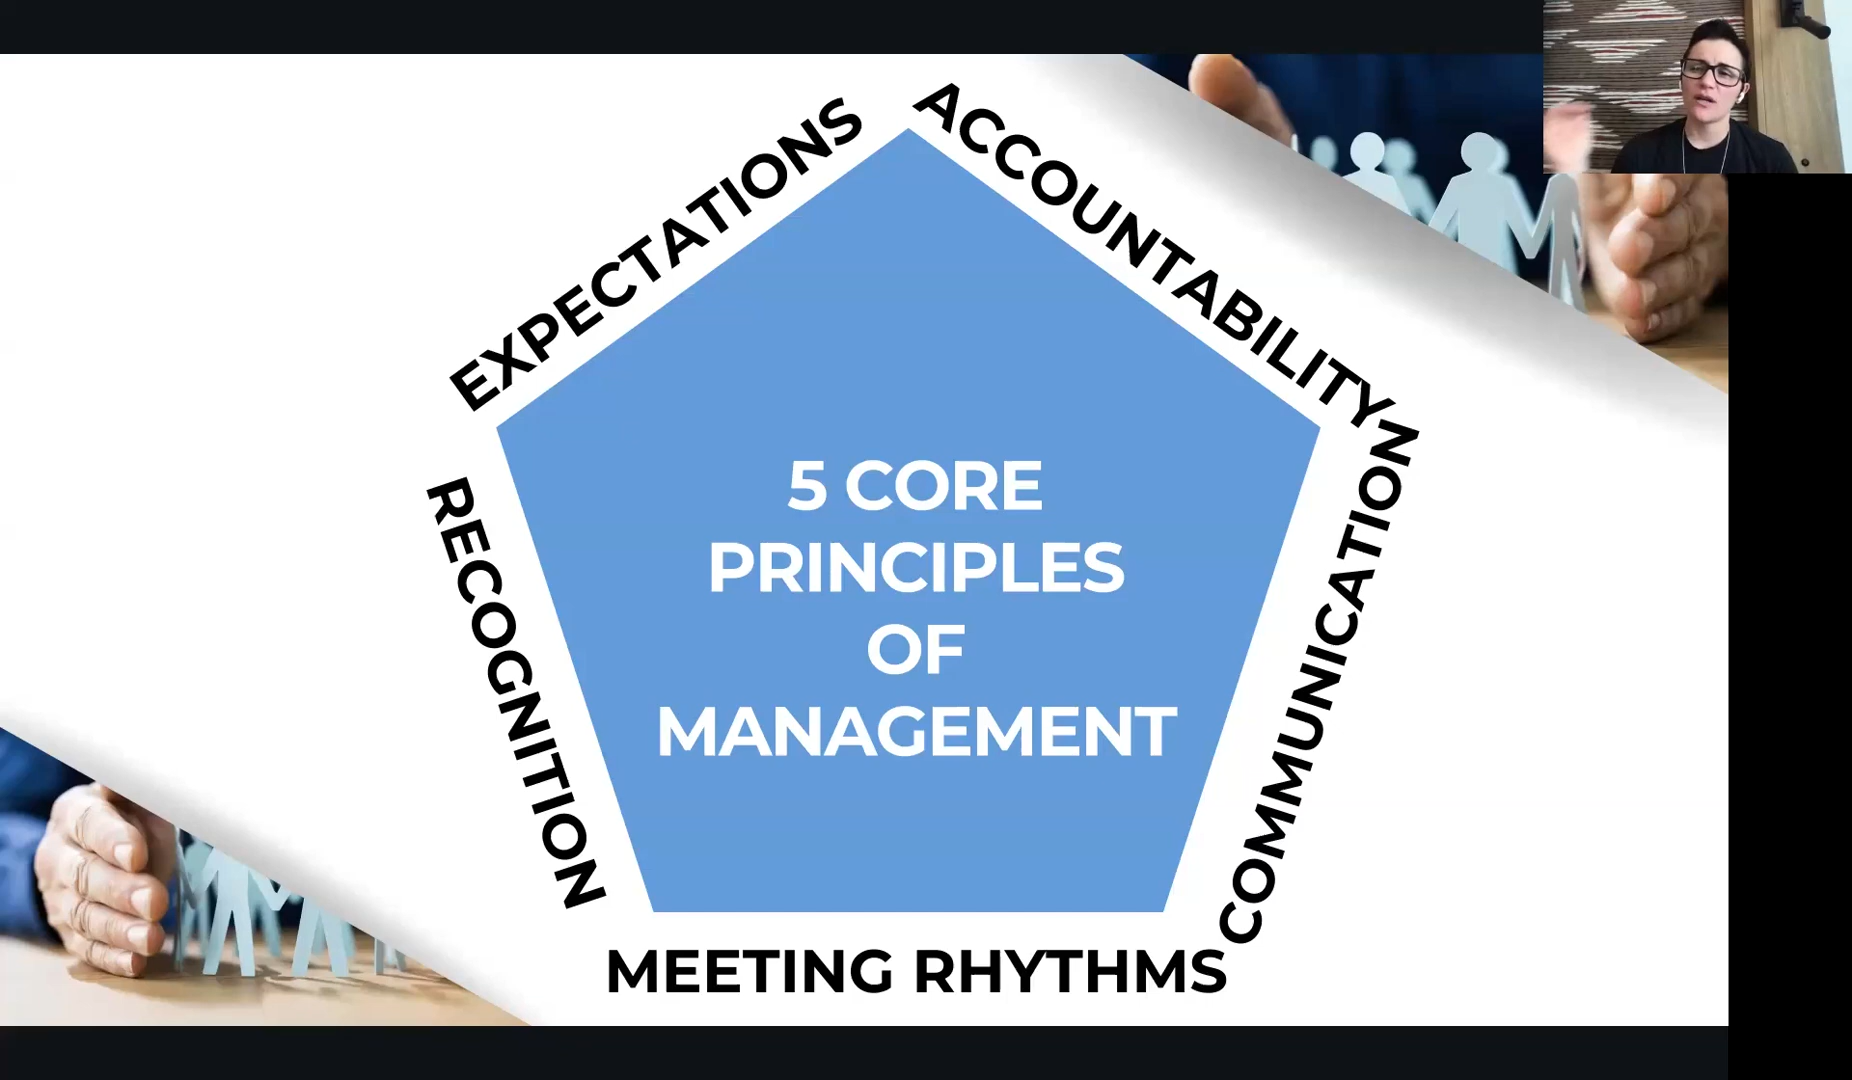 EXPECTATIONS
ACCOUNTABILITY
COMMUNICATION
MEETING RHYTHMS
RECOGNITION
5 CORE
PRINCIPLES
OF
MANAGEMENT